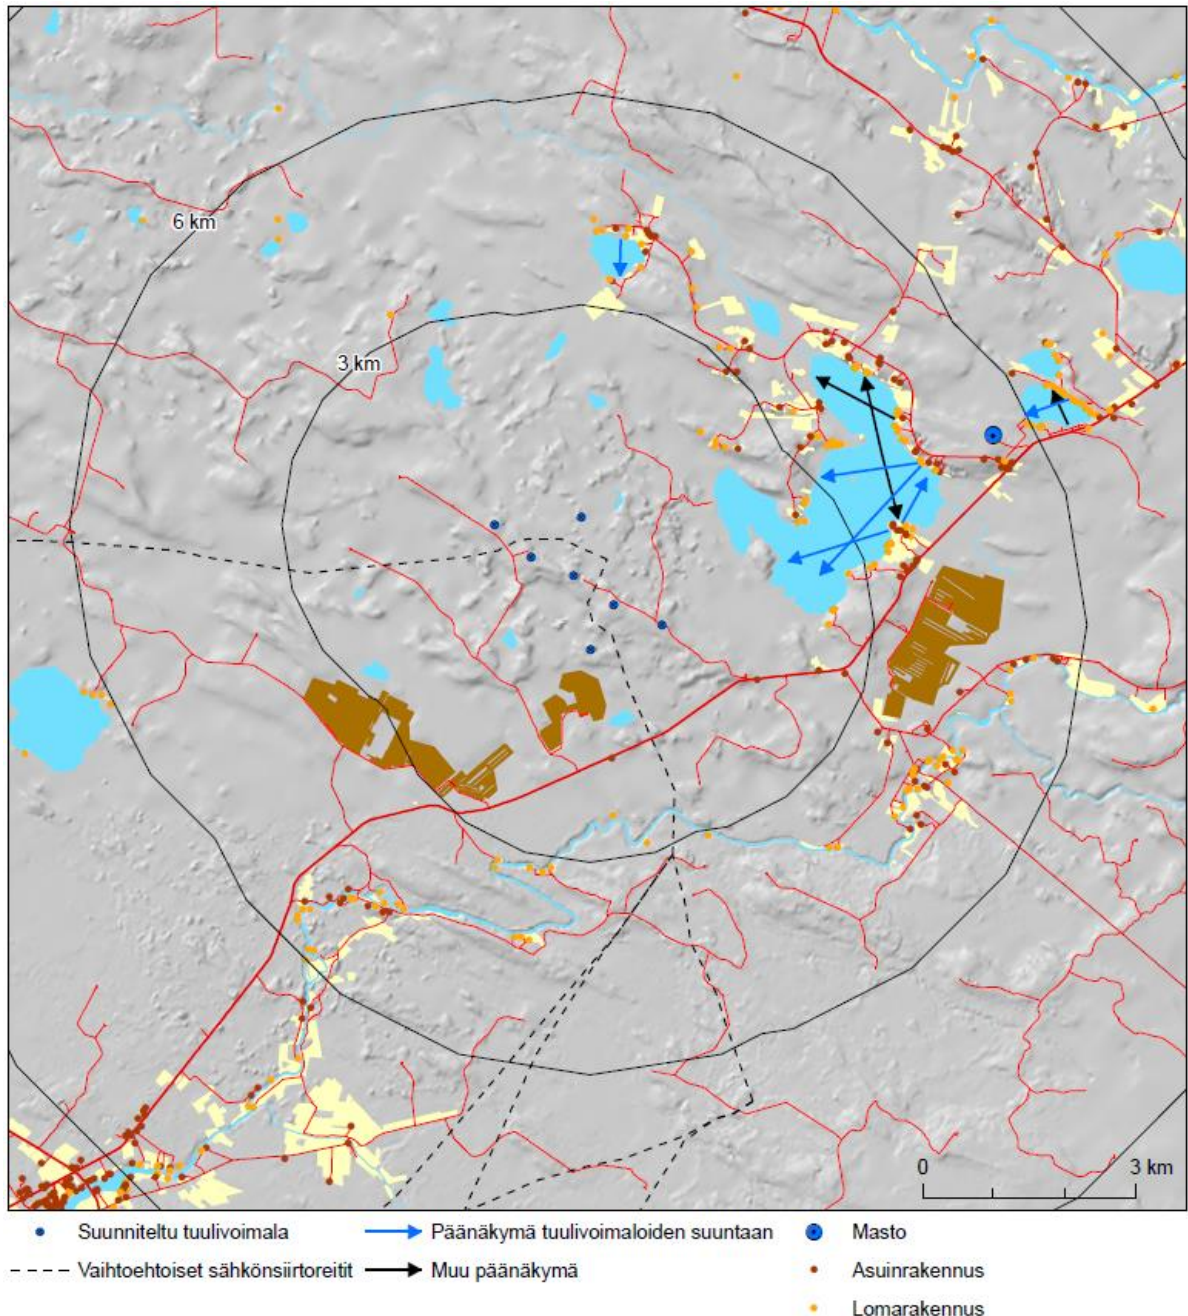 6 km
3 km
0 3 km
Suunniteltu tuulivoimala
Päänäkymä tuulivoimaloiden suuntaan
Masto
Vaihtoehtoiset sähkönsiirtoreitit
Muu päänäkymä
Asuinrakennus
Lomarakennus